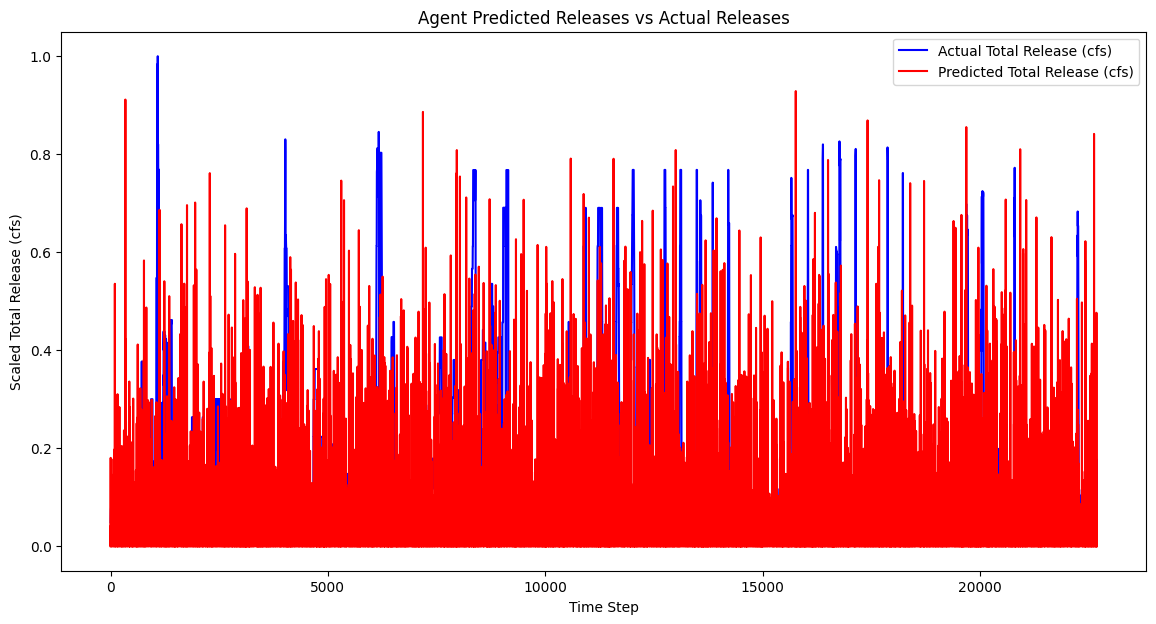 Agent Predicted Releases vs Actual Releases
Actual Total Release (cfs)
Predicted Total Release (cfs)
Scaled Total Release (cfs)
1.0
0.8
0.6
0.4
0.2
0.0
0
5000
10000
15000
20000
Time Step